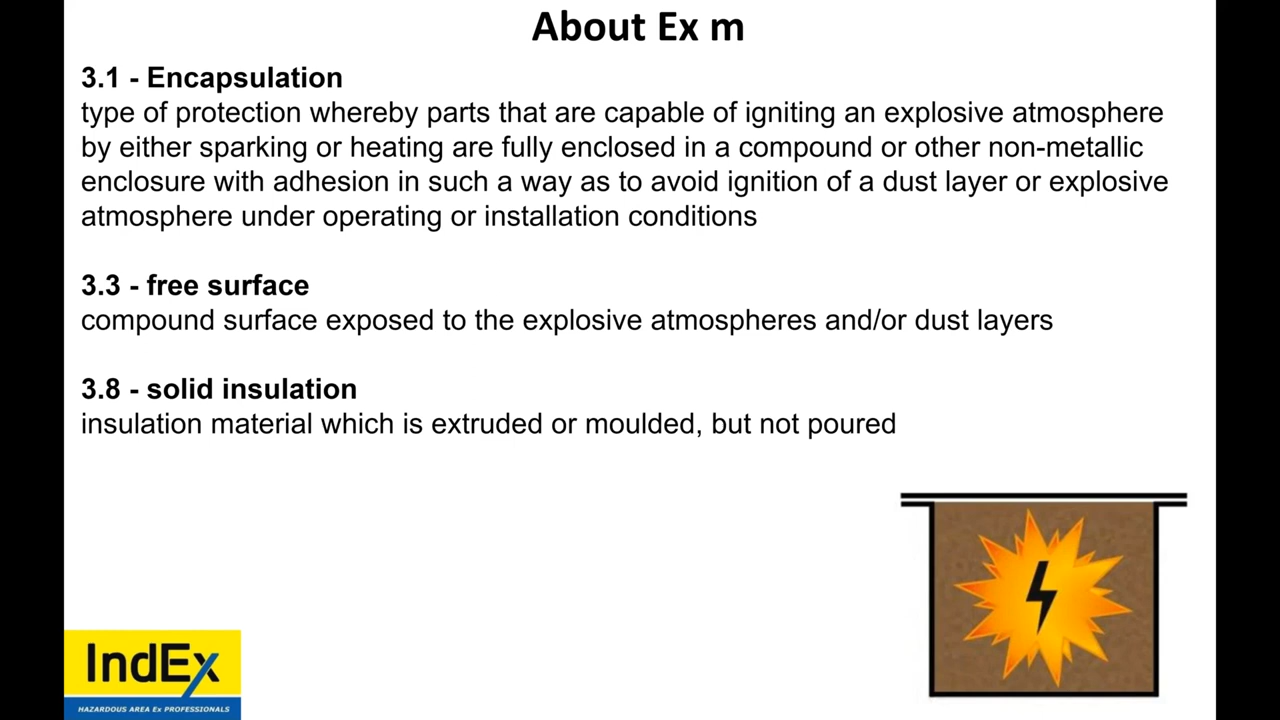 About Ex m
3.1 - Encapsulation
type of protection whereby parts that are capable of igniting an explosive atmosphere
by either sparking or heating are fully enclosed in a compound or other non-metallic
enclosure with adhesion in such a way as to avoid ignition of a dust layer or explosive
atmosphere under operating or installation conditions
3.3 - free surface
compound surface exposed to the explosive atmospheres and/or dust layers
3.8 - solid insulation
insulation material which is extruded or moulded, but not poured
IndEx
HAZARDOUS AREA Ex PROFESSIONALS